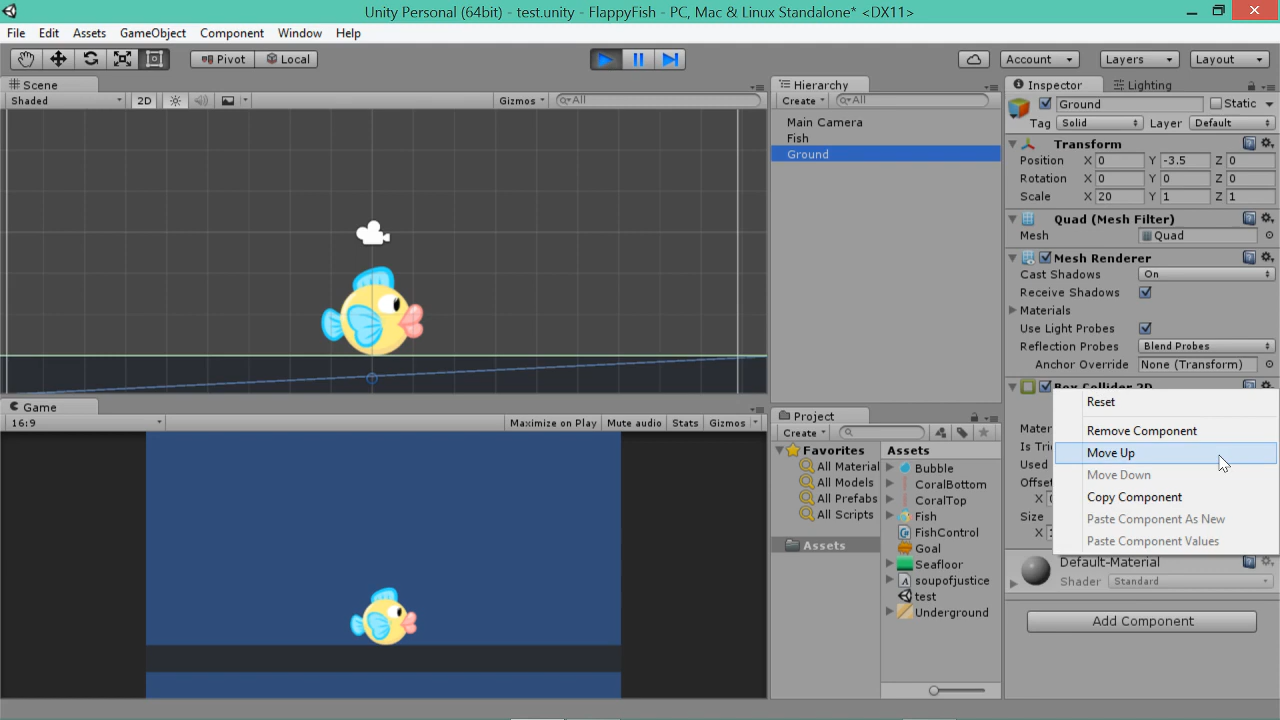 Unity Personal (64bit) - test.unity - FlappyFish - PC, Mac & Linux Standalone* <DX11>
File Edit Assets GameObject Component Window Help
Pivot Local Account Layers Layout
Scene
Shaded 2D Gizmos All
Game
16:9 Maximize on Play Mute audio Stats Gizmos
Hierarchy
Create All
Main Camera
Fish
Ground
Project
Create
Favorites
All Material
All Models
All Prefabs
All Scripts
Assets
Assets
Bubble
CoralBottom
CoralTop
Fish
FishControl
Goal
Seafloor
soupofjustice
test
Underground
Inspector Lighting
Ground Static
Tag Solid Layer Default
Transform
Position X 0 Y -3.5 Z 0
Rotation X 0 Y 0 Z 0
Scale X 20 Y 1 Z 1
Quad (Mesh Filter)
Mesh Quad
Mesh Renderer
Cast Shadows On
Receive Shadows
Materials
Use Light Probes
Reflection Probes Blend Probes
Anchor Override None (Transform)
Box Collider 2D
Mater
Is Tri
Used
Offset
X
Size
X
Reset
Remove Component
Move Up
Move Down
Copy Component
Paste Component As New
Paste Component Values
Default-Material
Shader Standard
Add Component